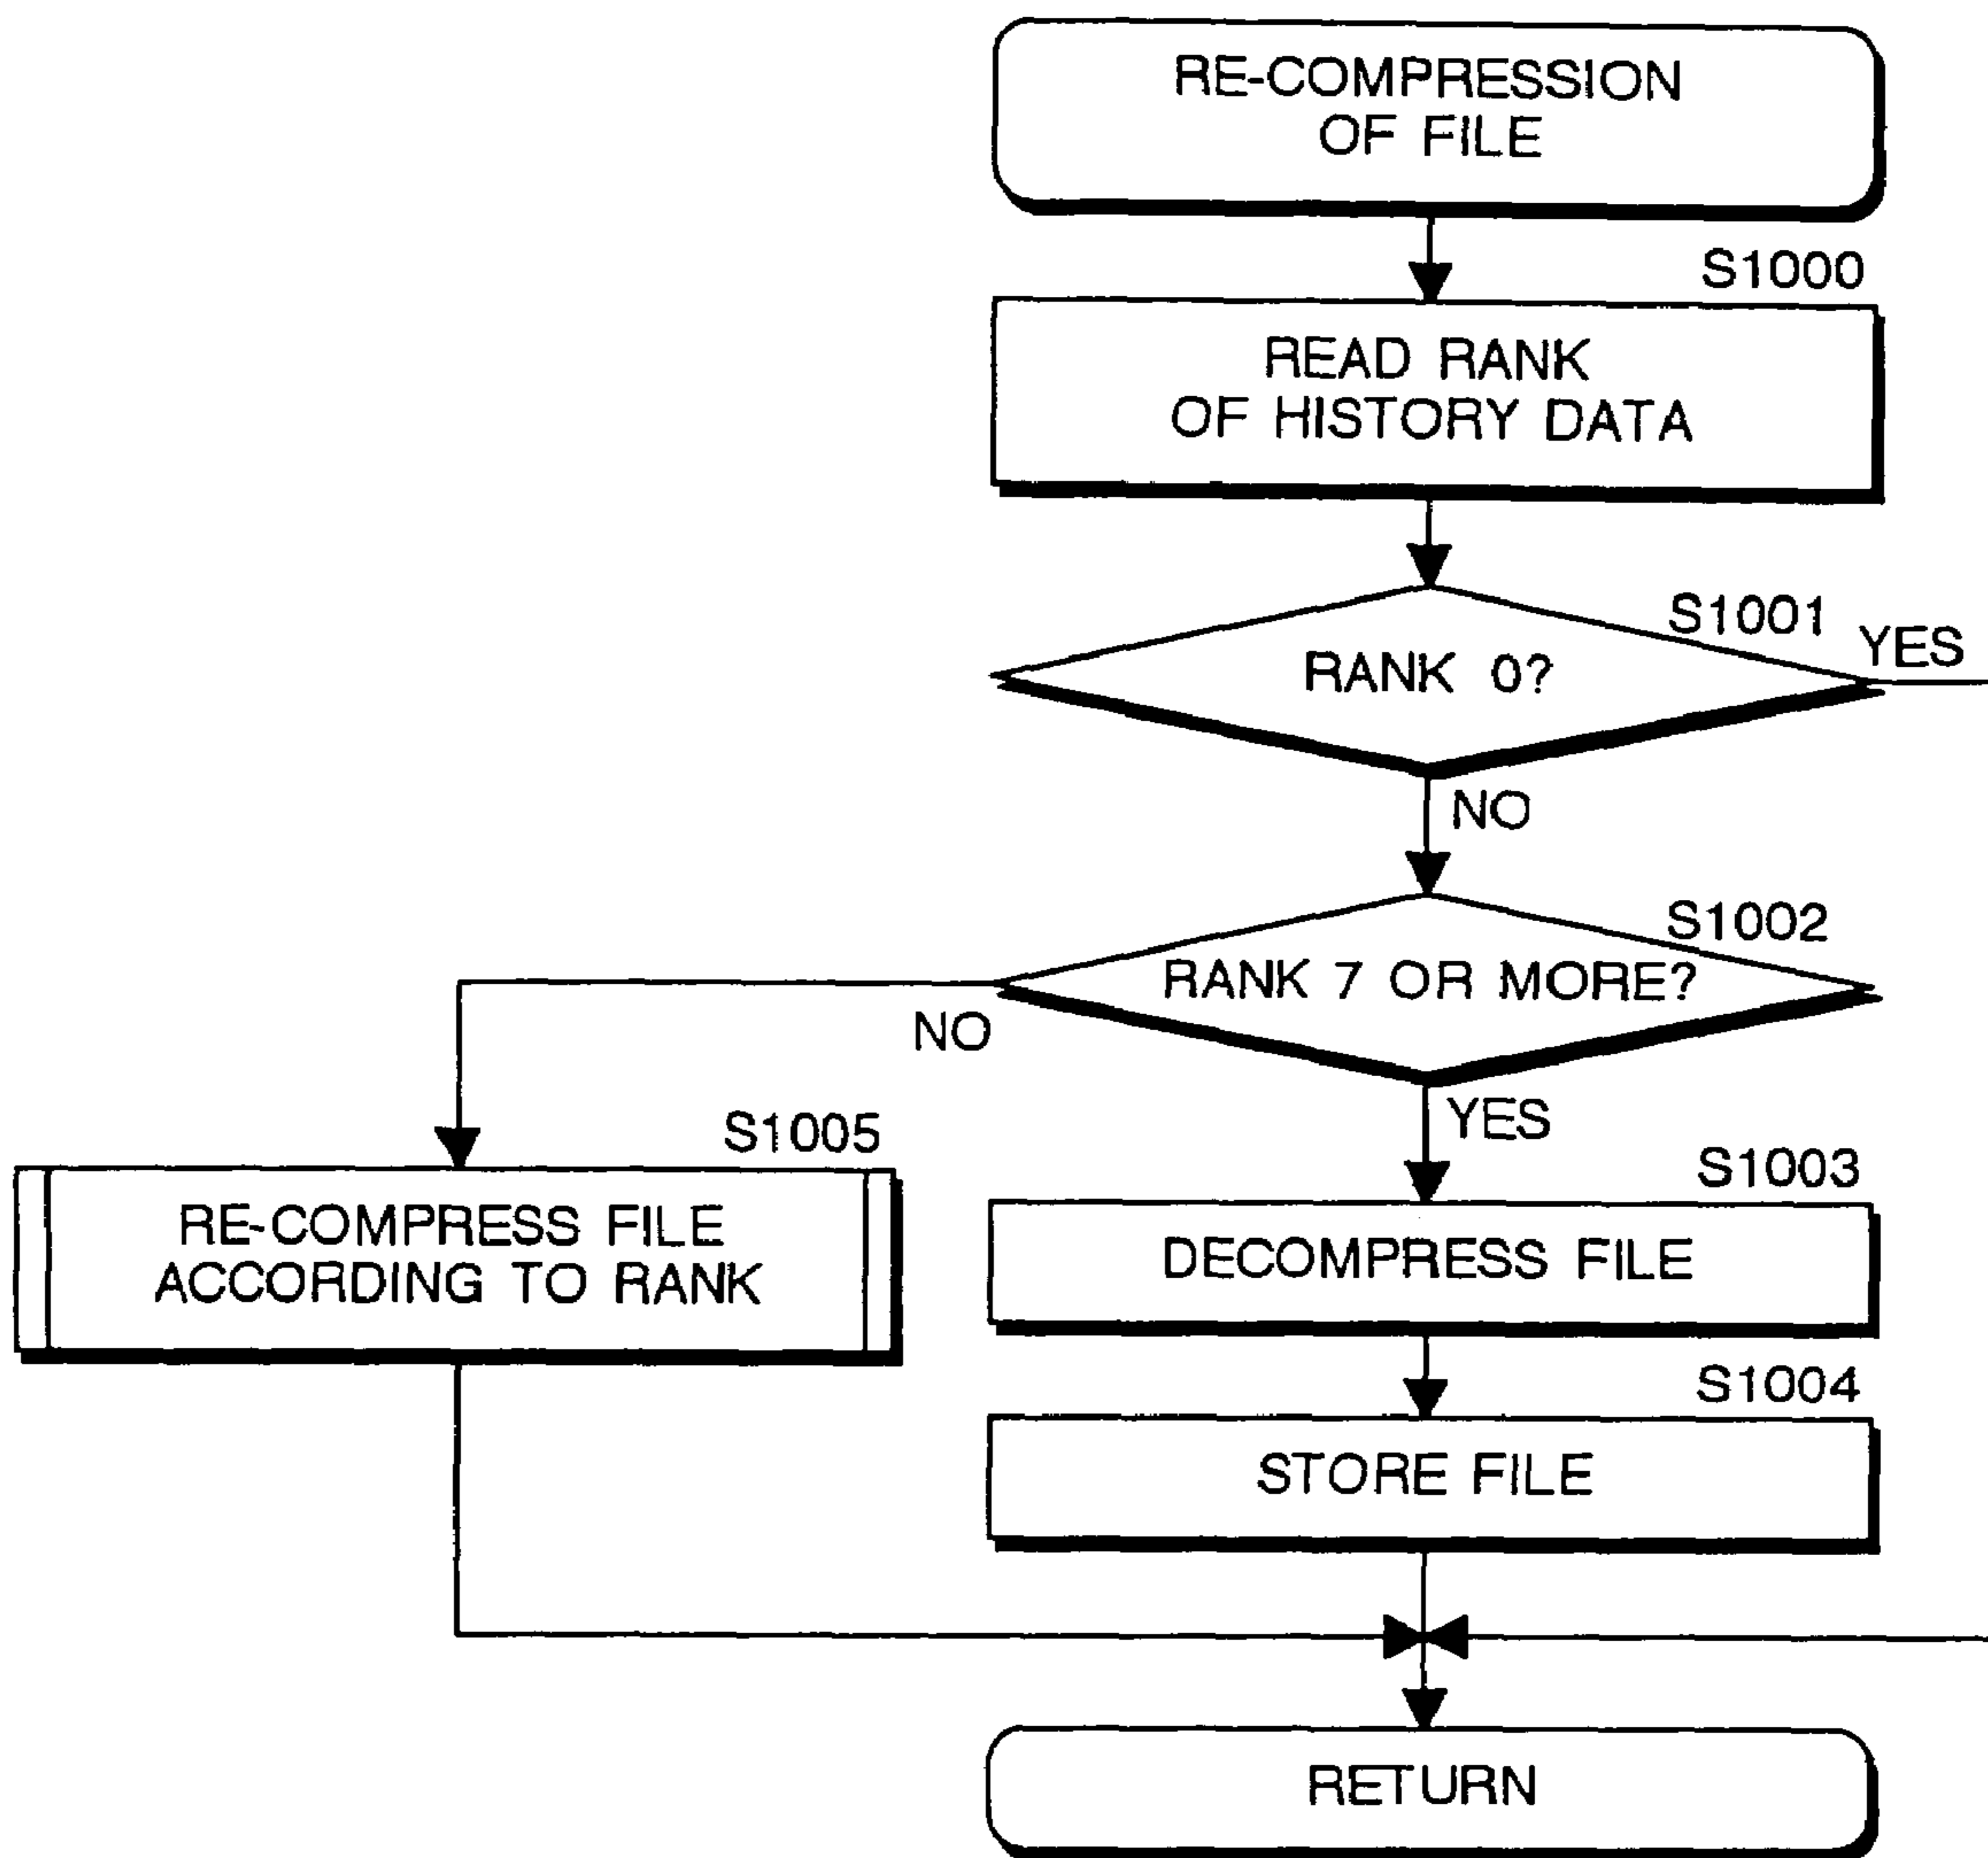 RE-COMPRESSION
OF FILE
S1000
READ RANK
OF HISTORY DATA
S1001
YES
RANK 0?
NO
S1002
RANK 7 OR MORE?
NO
YES
S1005
RE-COMPRESS FILE
ACCORDING TO RANK
S1003
DECOMPRESS FILE
S1004
STORE FILE
RETURN